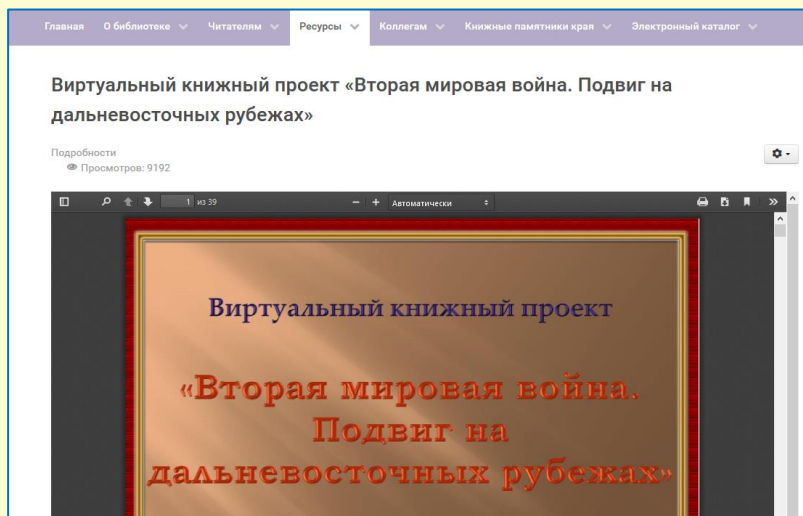 Главная О библиотеке Читателям Ресурсы Коллегам Книжные памятники края Электронный каталог
Виртуальный книжный проект «Вторая мировая война. Подвиг на
дальневосточных рубежах»
Подробности
Просмотров: 9192
1 из 39 Автоматически
Виртуальный книжный проект
«Вторая мировая война.
Подвиг на
дальневосточных рубежах»